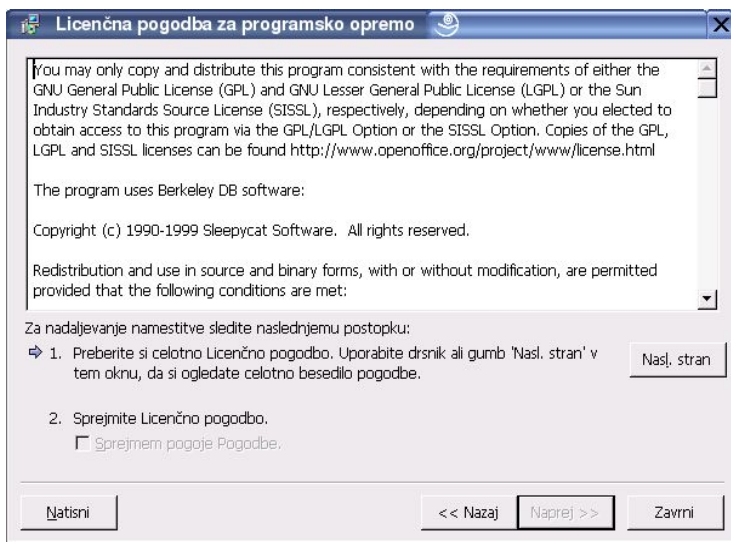 Licenčna pogodba za programsko opremo
You may only copy and distribute this program consistent with the requirements of either the
GNU General Public License (GPL) and GNU Lesser General Public License (LGPL) or the Sun
Industry Standards Source License (SISSL), respectively, depending on whether you elected to
obtain access to this program via the GPL/LGPL Option or the SISSL Option. Copies of the GPL,
LGPL and SISSL licenses can be found http://www.openoffice.org/project/www/license.html
The program uses Berkeley DB software:
Copyright (c) 1990-1999 Sleepycat Software. All rights reserved.
Redistribution and use in source and binary forms, with or without modification, are permitted
provided that the following conditions are met:
Za nadaljevanje namestitve sledite naslednjemu postopku:
1. Preberite si celotno Licenčno pogodbo. Uporabite drsnik ali gumb 'Nasl. stran' v
tem oknu, da si ogledate celotno besedilo pogodbe.
Nasl. stran
2. Sprejmite Licenčno pogodbo.
Sprejmem pogoje Pogodbe.
Natisni
<< Nazaj
Naprej >>
Zavrni